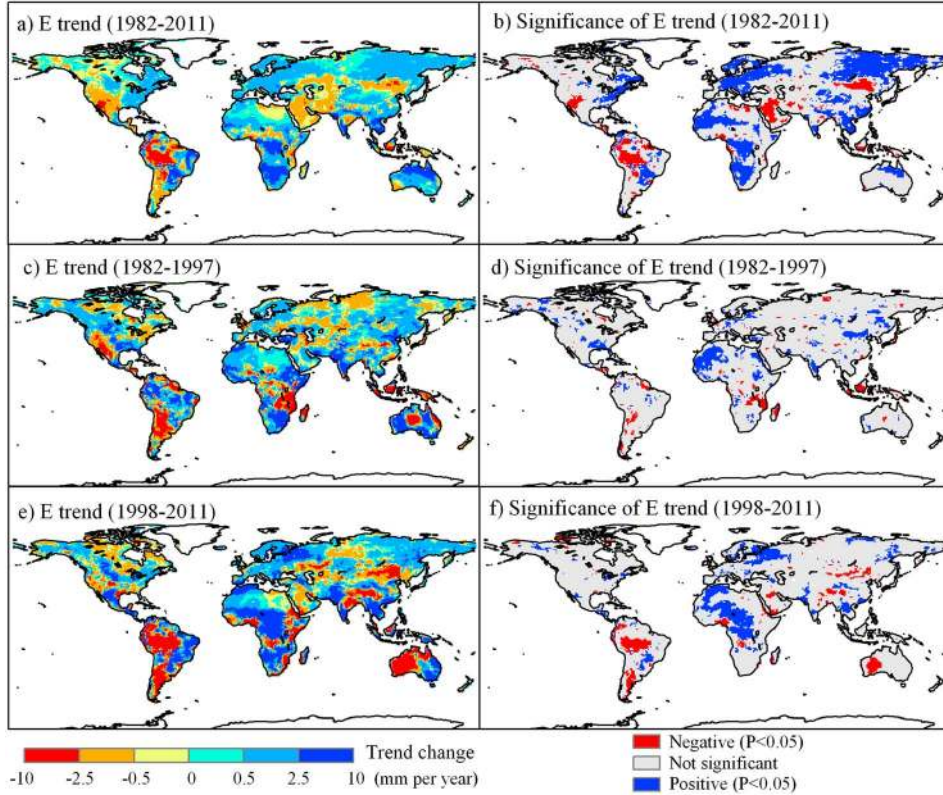 a) E trend (1982-2011)
b) Significance of E trend (1982-2011)
c) E trend (1982-1997)
d) Significance of E trend (1982-1997)
e) E trend (1998-2011)
f) Significance of E trend (1998-2011)
Trend change
-10 -2.5 -0.5 0 0.5 2.5 10 (mm per year)
Negative (P<0.05)
Not significant
Positive (P<0.05)